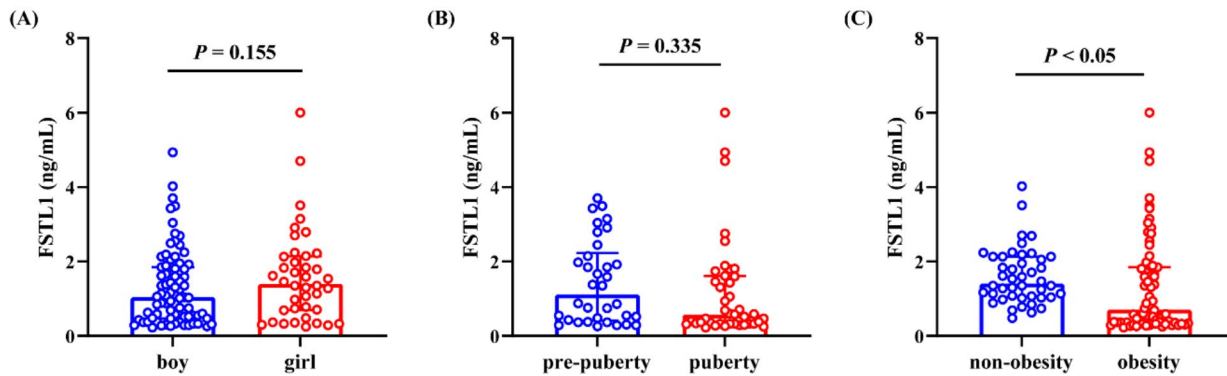 (A)
FSTL1 (ng/mL)
8
6
4
2
0
P = 0.155
boy
girl
(B)
FSTL1 (ng/mL)
8
6
4
2
0
P = 0.335
pre-puberty
puberty
(C)
FSTL1 (ng/mL)
8
6
4
2
0
P < 0.05
non-obesity
obesity